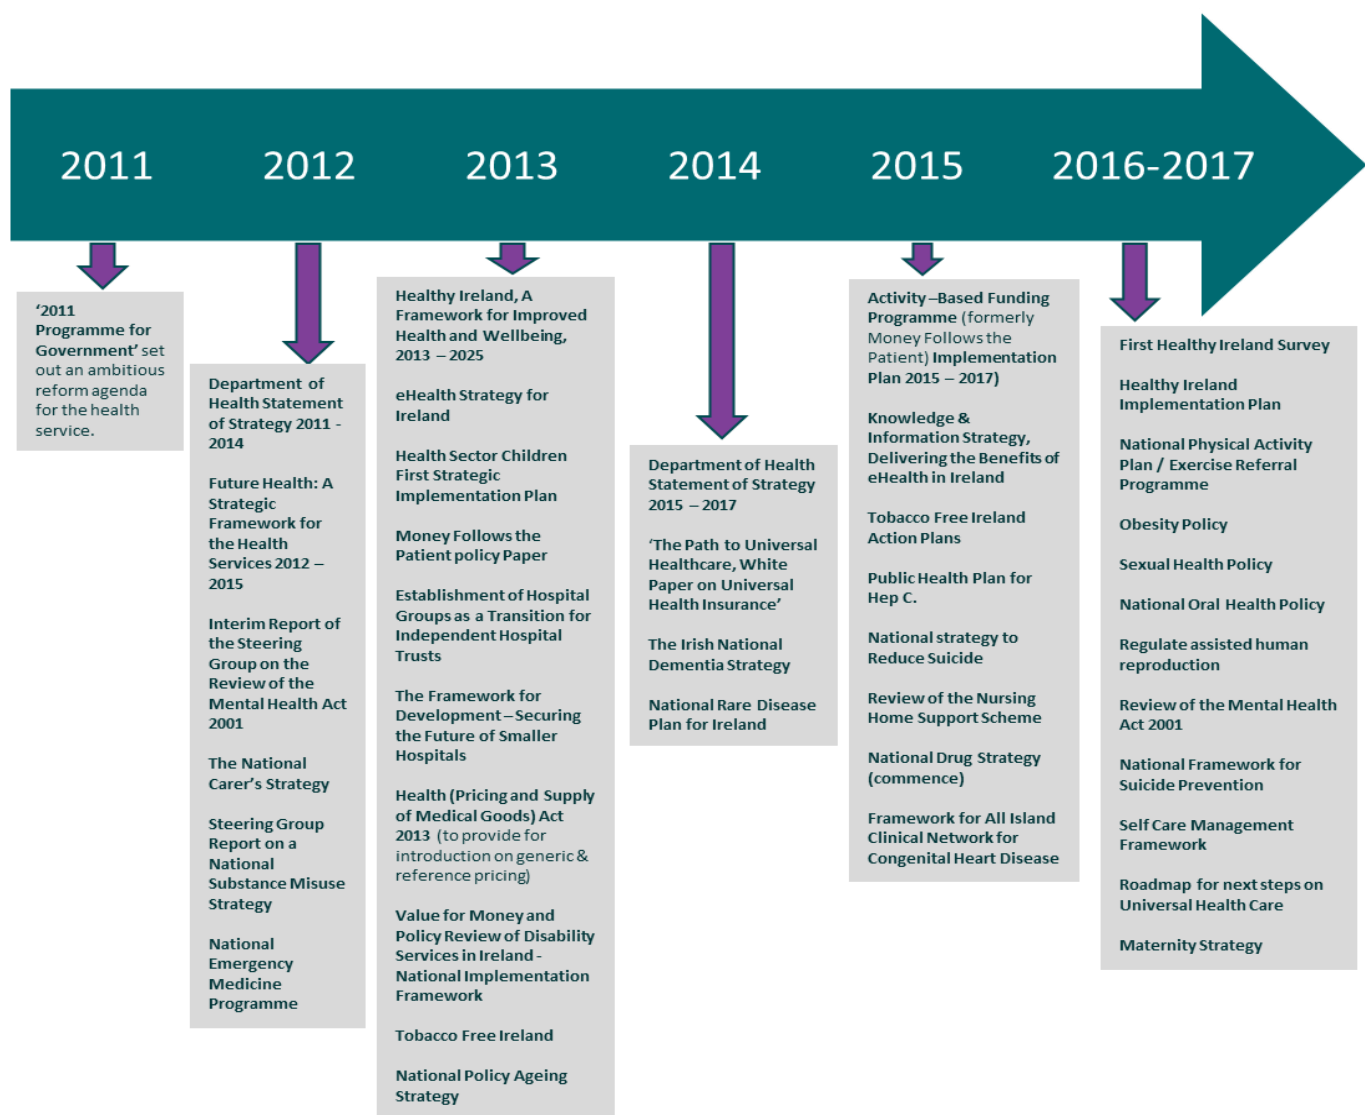 2011
2012
2013
2014
2015
2016-2017
‘2011
Programme for
Government’ set
out an ambitious
reform agenda
for the health
service.
Department of
Health Statement
of Strategy 2011 -
2014
Future Health: A
Strategic
Framework for
the Health
Services 2012 –
2015
Interim Report of
the Steering
Group on the
Review of the
Mental Health Act
2001
The National
Carer’s Strategy
Steering Group
Report on a
National
Substance Misuse
Strategy
National
Emergency
Medicine
Programme
Healthy Ireland, A
Framework for Improved
Health and Wellbeing,
2013 – 2025
eHealth Strategy for
Ireland
Health Sector Children
First Strategic
Implementation Plan
Money Follows the
Patient policy Paper
Establishment of Hospital
Groups as a Transition for
Independent Hospital
Trusts
The Framework for
Development – Securing
the Future of Smaller
Hospitals
Health (Pricing and Supply
of Medical Goods) Act
2013 (to provide for
introduction on generic &
reference pricing)
Value for Money and
Policy Review of Disability
Services in Ireland -
National Implementation
Framework
Tobacco Free Ireland
National Policy Ageing
Strategy
Department of Health
Statement of Strategy
2015 – 2017
‘The Path to Universal
Healthcare, White
Paper on Universal
Health Insurance’
The Irish National
Dementia Strategy
National Rare Disease
Plan for Ireland
Activity –Based Funding
Programme (formerly
Money Follows the
Patient) Implementation
Plan 2015 – 2017)
Knowledge &
Information Strategy,
Delivering the Benefits of
eHealth in Ireland
Tobacco Free Ireland
Action Plans
Public Health Plan for
Hep C.
National strategy to
Reduce Suicide
Review of the Nursing
Home Support Scheme
National Drug Strategy
(commence)
Framework for All Island
Clinical Network for
Congenital Heart Disease
First Healthy Ireland Survey
Healthy Ireland
Implementation Plan
National Physical Activity
Plan / Exercise Referral
Programme
Obesity Policy
Sexual Health Policy
National Oral Health Policy
Regulate assisted human
reproduction
Review of the Mental Health
Act 2001
National Framework for
Suicide Prevention
Self Care Management
Framework
Roadmap for next steps on
Universal Health Care
Maternity Strategy